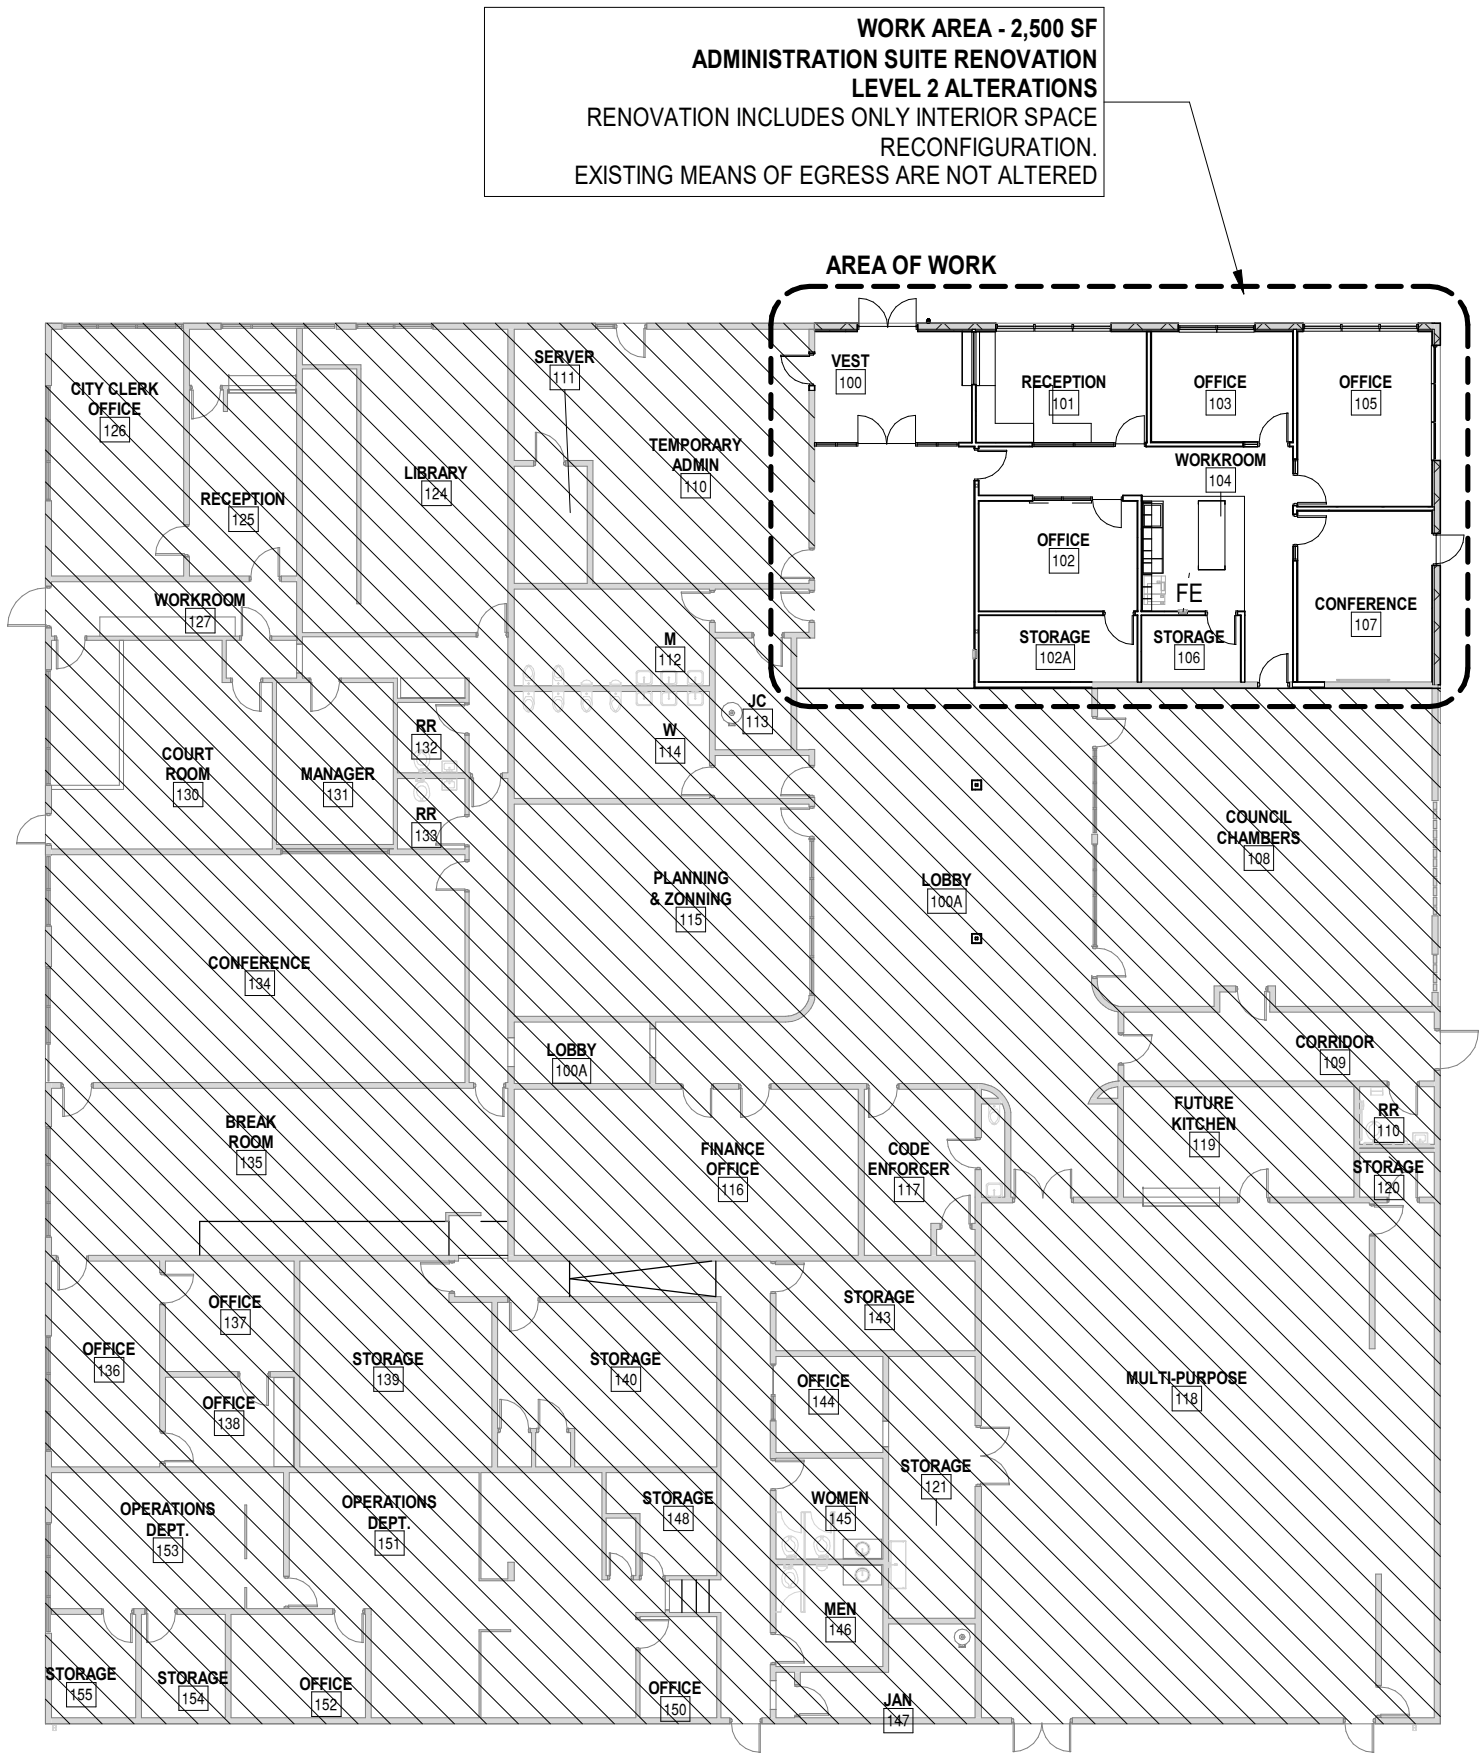 WORK AREA - 2,500 SF
ADMINISTRATION SUITE RENOVATION
LEVEL 2 ALTERATIONS
RENOVATION INCLUDES ONLY INTERIOR SPACE
RECONFIGURATION.
EXISTING MEANS OF EGRESS ARE NOT ALTERED
AREA OF WORK
VEST
100
RECEPTION
101
OFFICE
103
OFFICE
105
WORKROOM
104
OFFICE
102
FE
CONFERENCE
107
STORAGE
102A
STORAGE
106
CITY CLERK
OFFICE
126
RECEPTION
125
LIBRARY
124
SERVER
111
TEMPORARY
ADMIN
110
WORKROOM
127
M
112
W
114
JC
113
COURT
ROOM
130
MANAGER
131
RR
132
RR
133
PLANNING
& ZONNING
115
LOBBY
100A
COUNCIL
CHAMBERS
108
CONFERENCE
134
LOBBY
100A
CORRIDOR
109
BREAK
ROOM
135
FINANCE
OFFICE
116
CODE
ENFORCER
117
FUTURE
KITCHEN
119
RR
110
STORAGE
120
OFFICE
136
OFFICE
137
OFFICE
138
STORAGE
139
STORAGE
140
STORAGE
143
OFFICE
144
MULTI-PURPOSE
118
STORAGE
121
OPERATIONS
DEPT.
153
OPERATIONS
DEPT.
151
STORAGE
148
WOMEN
145
MEN
146
STORAGE
155
STORAGE
154
OFFICE
152
OFFICE
150
JAN
147